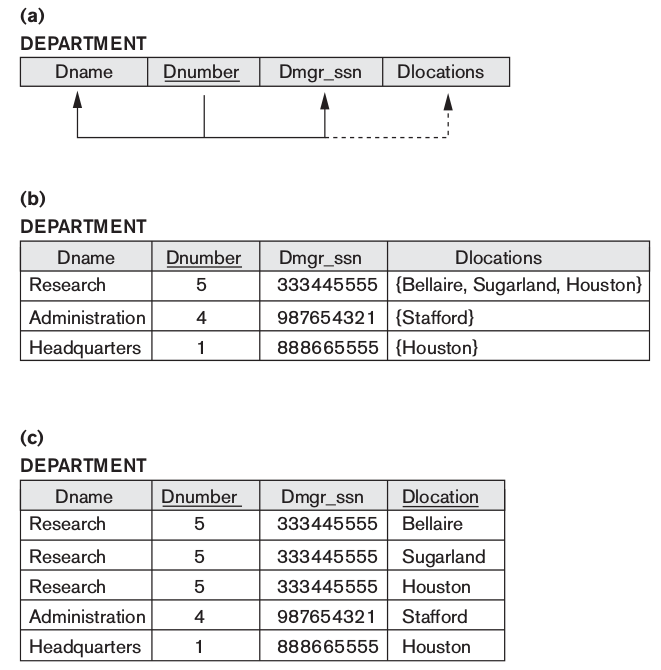 (a)
DEPARTMENT
Dname Dnumber Dmgr_ssn Dlocations
(b)
DEPARTMENT
Dname Dnumber Dmgr_ssn Dlocations
Research 5 333445555 {Bellaire, Sugarland, Houston}
Administration 4 987654321 {Stafford}
Headquarters 1 888665555 {Houston}
(c)
DEPARTMENT
Dname Dnumber Dmgr_ssn Dlocation
Research 5 333445555 Bellaire
Research 5 333445555 Sugarland
Research 5 333445555 Houston
Administration 4 987654321 Stafford
Headquarters 1 888665555 Houston